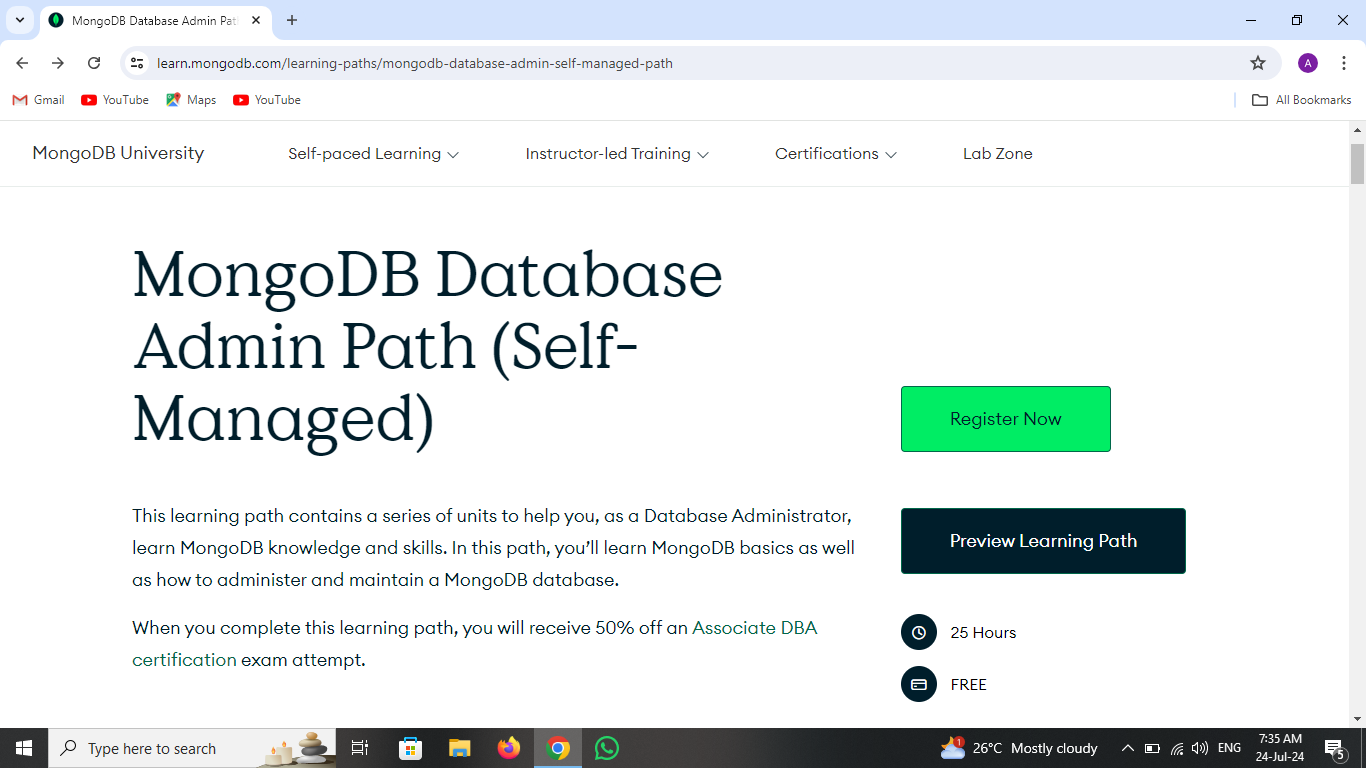 MongoDB Database Admin Pat
learn.mongodb.com/learning-paths/mongodb-database-admin-self-managed-path
A
Gmail
YouTube
Maps
YouTube
All Bookmarks
MongoDB University
Self-paced Learning
Instructor-led Training
Certifications
Lab Zone
MongoDB Database
Admin Path (Self-
Managed)
Register Now
This learning path contains a series of units to help you, as a Database Administrator,
learn MongoDB knowledge and skills. In this path, you’ll learn MongoDB basics as well
as how to administer and maintain a MongoDB database.
Preview Learning Path
When you complete this learning path, you will receive 50% off an Associate DBA
certification exam attempt.
25 Hours
FREE
Type here to search
1
26°C Mostly cloudy
ENG
7:35 AM
24-Jul-24
5